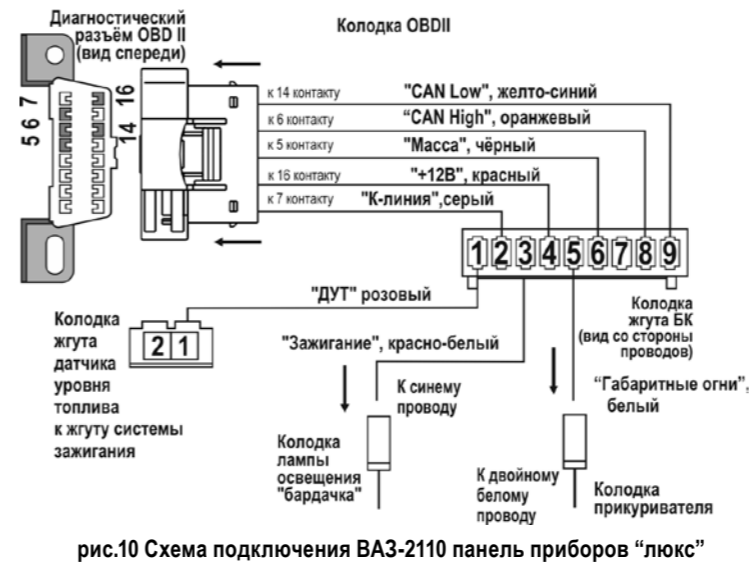 Диагностический
разъём OBD II
(вид спереди)
Колодка OBDII
7
6
5
16
14
к 14 контакту
"CAN Low", желто-синий
к 6 контакту
“CAN High", оранжевый
к 5 контакту
"Масса", чёрный
к 16 контакту
"+12В", красный
к 7 контакту
"К-линия",серый
1 2 3 4 5 6 7 8 9
"ДУТ" розовый
Колодка
жгута БК
(вид со стороны
проводов)
Колодка
жгута
датчика
уровня
топлива
к жгуту системы
зажигания
2 1
"Зажигание", красно-белый
К синему
проводу
“Габаритные огни”,
белый
Колодка
лампы
освещения
"бардачка"
К двойному
белому
проводу
Колодка
прикуривателя
рис.10 Схема подключения ВАЗ-2110 панель приборов “люкс”